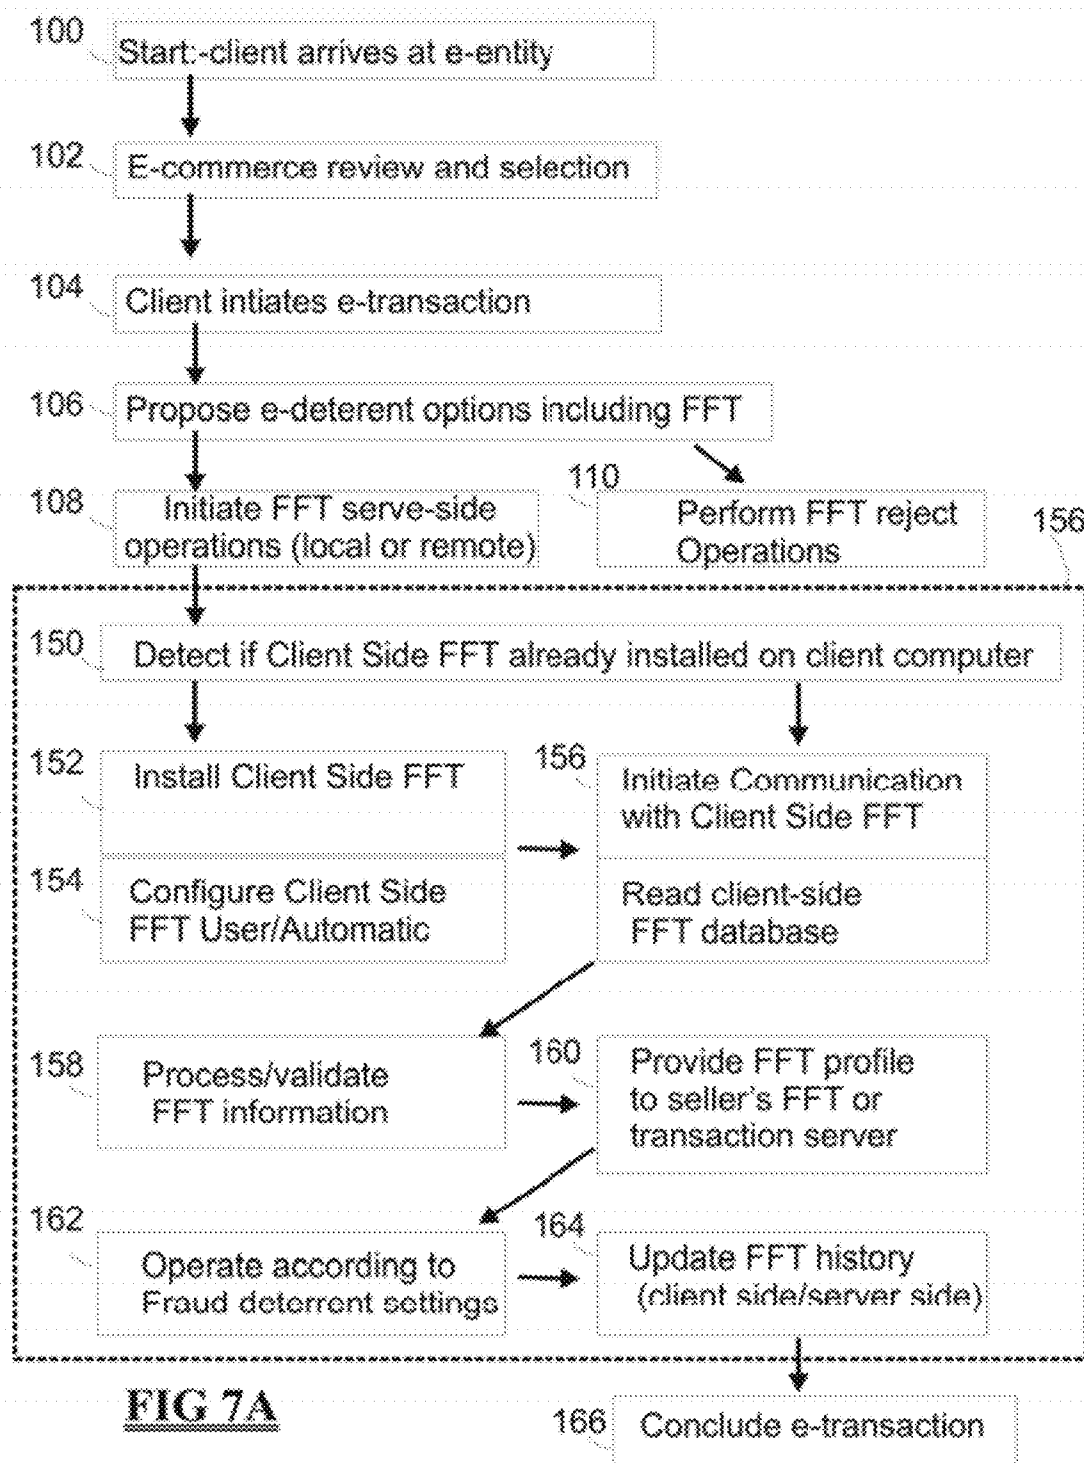 100
Start:-client arrives at e-entity
102
E-commerce review and selection
104
Client intiates e-transaction
106
Propose e-deterent options including FFT
108
Initiate FFT serve-side
operations (local or remote)
110
Perform FFT reject
Operations
156
150
Detect if Client Side FFT already installed on client computer
152
Install Client Side FFT
156
Initiate Communication
with Client Side FFT
154
Configure Client Side
FFT User/Automatic
Read client-side
FFT database
158
Process/validate
FFT information
160
Provide FFT profile
to seller's FFT or
transaction server
162
Operate according to
Fraud deterrent settings
164
Update FFT history
(client side/server side)
FIG 7A
166
Conclude e-transaction